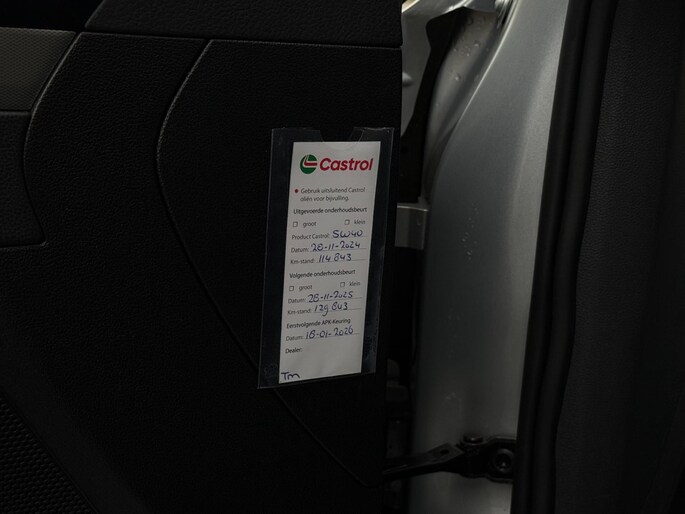 Castrol
Gebruik uitsluitend Castrol
oliën voor bijvulling.
Uitgevoerde onderhoudsbeurt
groot klein
Product Castrol: 5W40
Datum: 28-11-2024
Km-stand: 114 843
Volgende onderhoudsbeurt
groot klein
Datum: 28-11-2025
Km-stand: 129 843
Eerstvolgende APK-Keuring
Datum: 18-01-2026
Dealer:
Tm